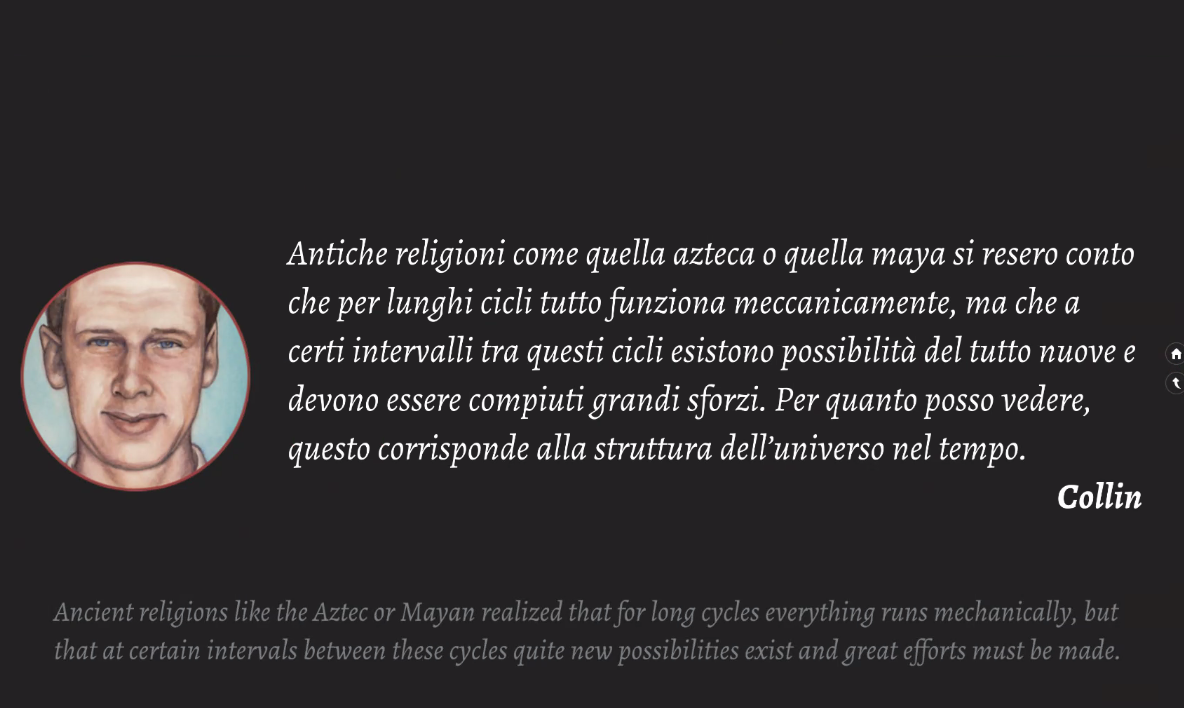 Antiche religioni come quella azteca o quella maya si resero conto
che per lunghi cicli tutto funziona meccanicamente, ma che a
certi intervalli tra questi cicli esistono possibilità del tutto nuove e
devono essere compiuti grandi sforzi. Per quanto posso vedere,
questo corrisponde alla struttura dell’universo nel tempo.
Collin
Ancient religions like the Aztec or Mayan realized that for long cycles everything runs mechanically, but
that at certain intervals between these cycles quite new possibilities exist and great efforts must be made.